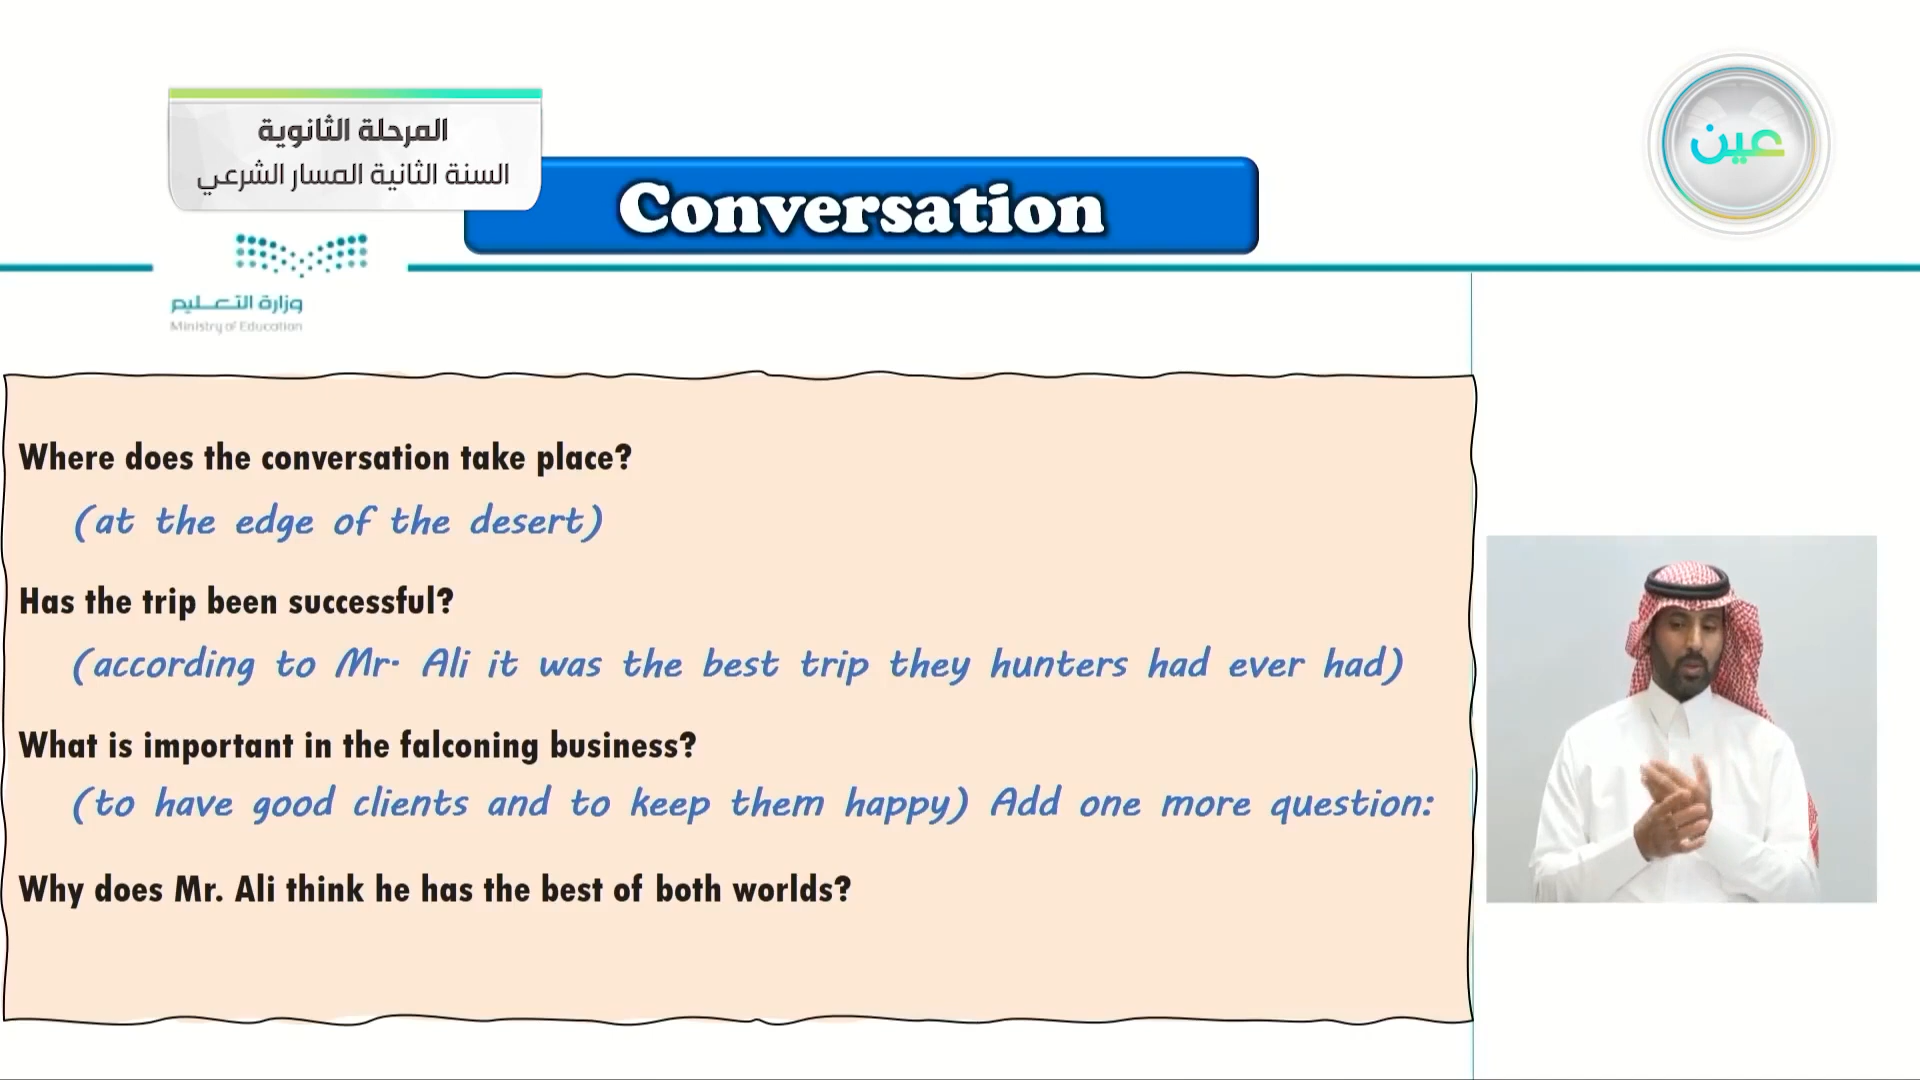 المرحلة الثانوية
السنة الثانية المسار الشرعي
عين
Conversation
وزارة التعليم
Ministry of Education
Where does the conversation take place?
(at the edge of the desert)
Has the trip been successful?
(according to Mr. Ali it was the best trip they hunters had ever had)
What is important in the falconing business?
(to have good clients and to keep them happy) Add one more question:
Why does Mr. Ali think he has the best of both worlds?